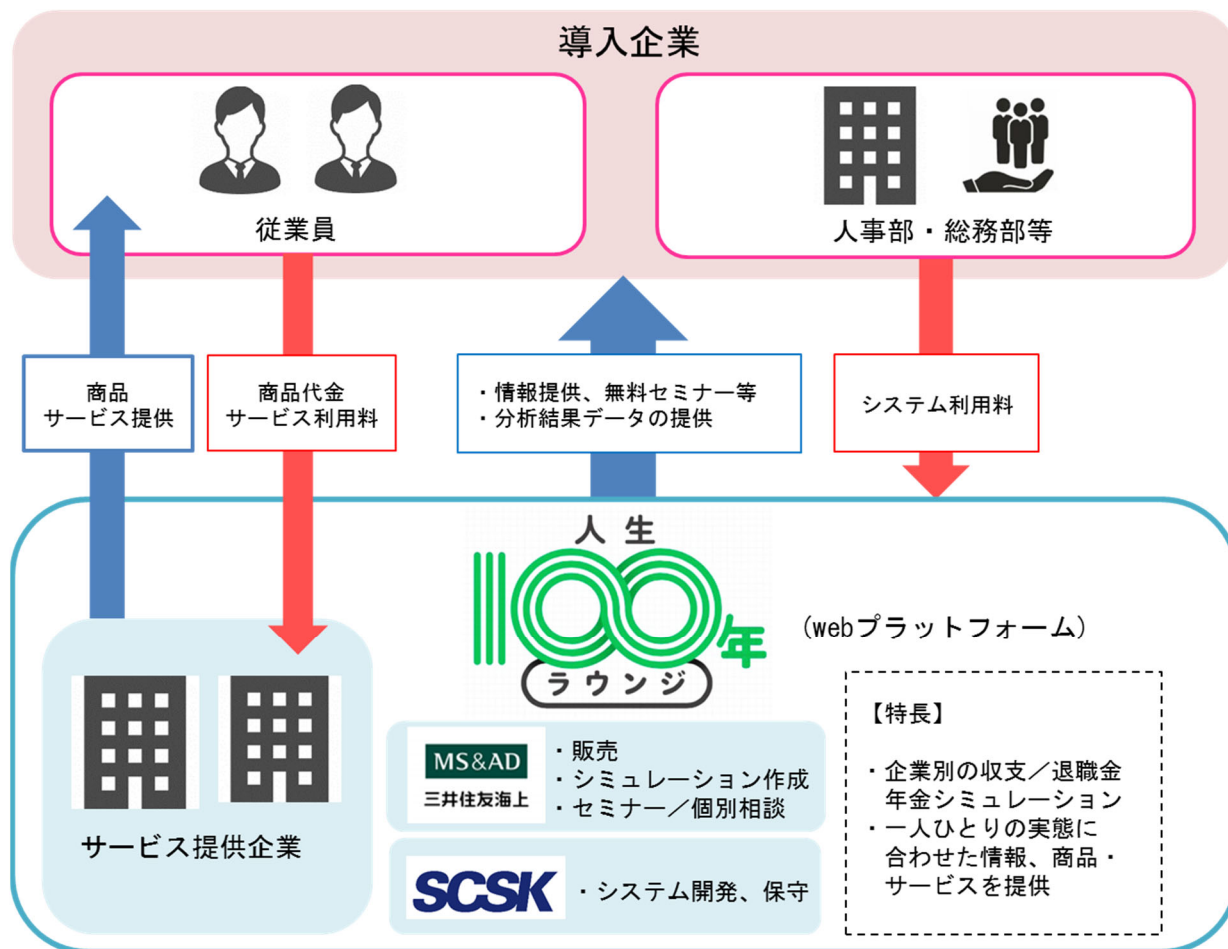 導入企業
従業員
人事部・総務部等
商品
サービス提供
商品代金
サービス利用料
・情報提供、無料セミナー等
・分析結果データの提供
システム利用料
人生
100年
ラウンジ
(webプラットフォーム)
サービス提供企業
MS&AD
三井住友海上
・販売
・シミュレーション作成
・セミナー／個別相談
SCSK
・システム開発、保守
【特長】
・企業別の収支／退職金
年金シミュレーション
・一人ひとりの実態に
合わせた情報、商品・
サービスを提供